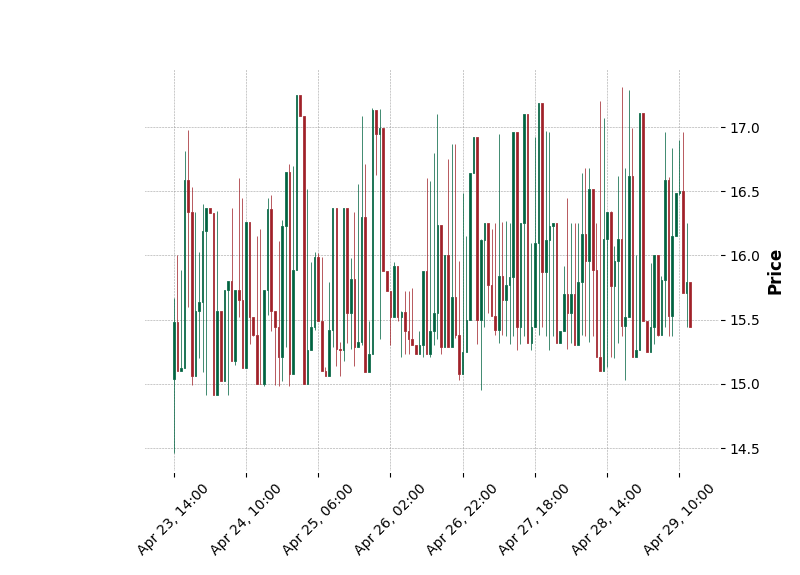 17.0
16.5
16.0
15.5
15.0
14.5
Price
Apr 23, 14:00
Apr 24, 10:00
Apr 25, 06:00
Apr 26, 02:00
Apr 26, 22:00
Apr 27, 18:00
Apr 28, 14:00
Apr 29, 10:00